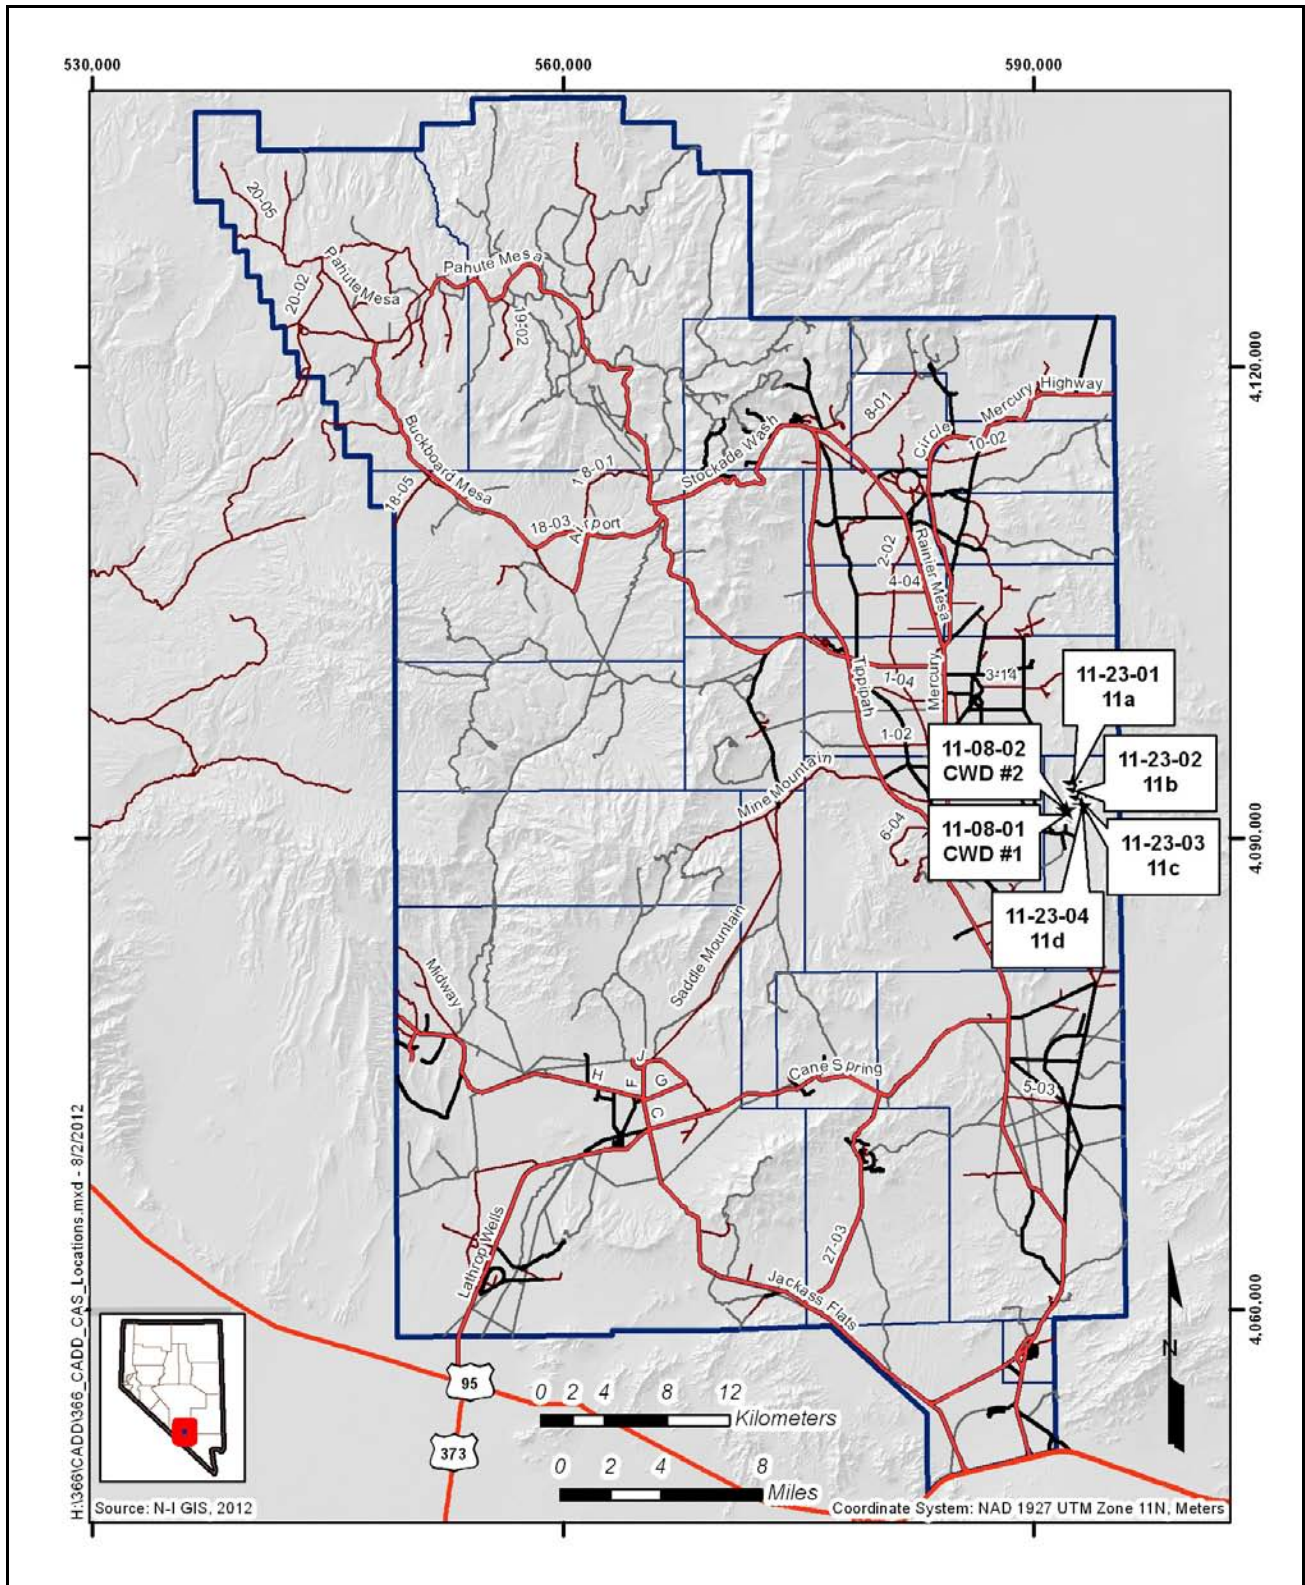 530,000
560,000
590,000
4,120,000
4,090,000
4,060,000
20-05
Pahute Mesa
Pahute Mesa
20-02
19-02
Buckboard Mesa
18-05
18-01
18-03
Airport
Stockade Wash
8-01
Circle
Mercury
Highway
10-02
2-02
Rainier Mesa
4-04
Tippipah
1-04
Mercury
3-14
1-02
Mine Mountain
6-04
11-23-01
11a
11-08-02
CWD #2
11-23-02
11b
11-08-01
CWD #1
11-23-03
11c
11-23-04
11d
Saddle Mountain
Midway
J
H
F
G
C
Cane Spring
5-03
27-03
Lathrop Wells
Jackass Flats
95
373
0 2 4 8 12
Kilometers
0 2 4 8
Miles
N
H:\366\CADD\366_CADD_CAS_Locations.mxd - 8/2/2012
Source: N-I GIS, 2012
Coordinate System: NAD 1927 UTM Zone 11N, Meters